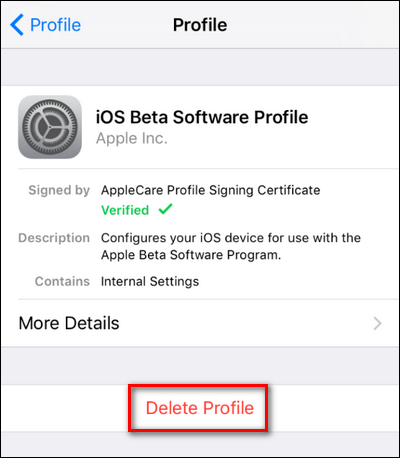 Profile
Profile
iOS Beta Software Profile
Apple Inc.
Signed by AppleCare Profile Signing Certificate
Verified ✓
Description Configures your iOS device for use with the
Apple Beta Software Program.
Contains Internal Settings
More Details
Delete Profile